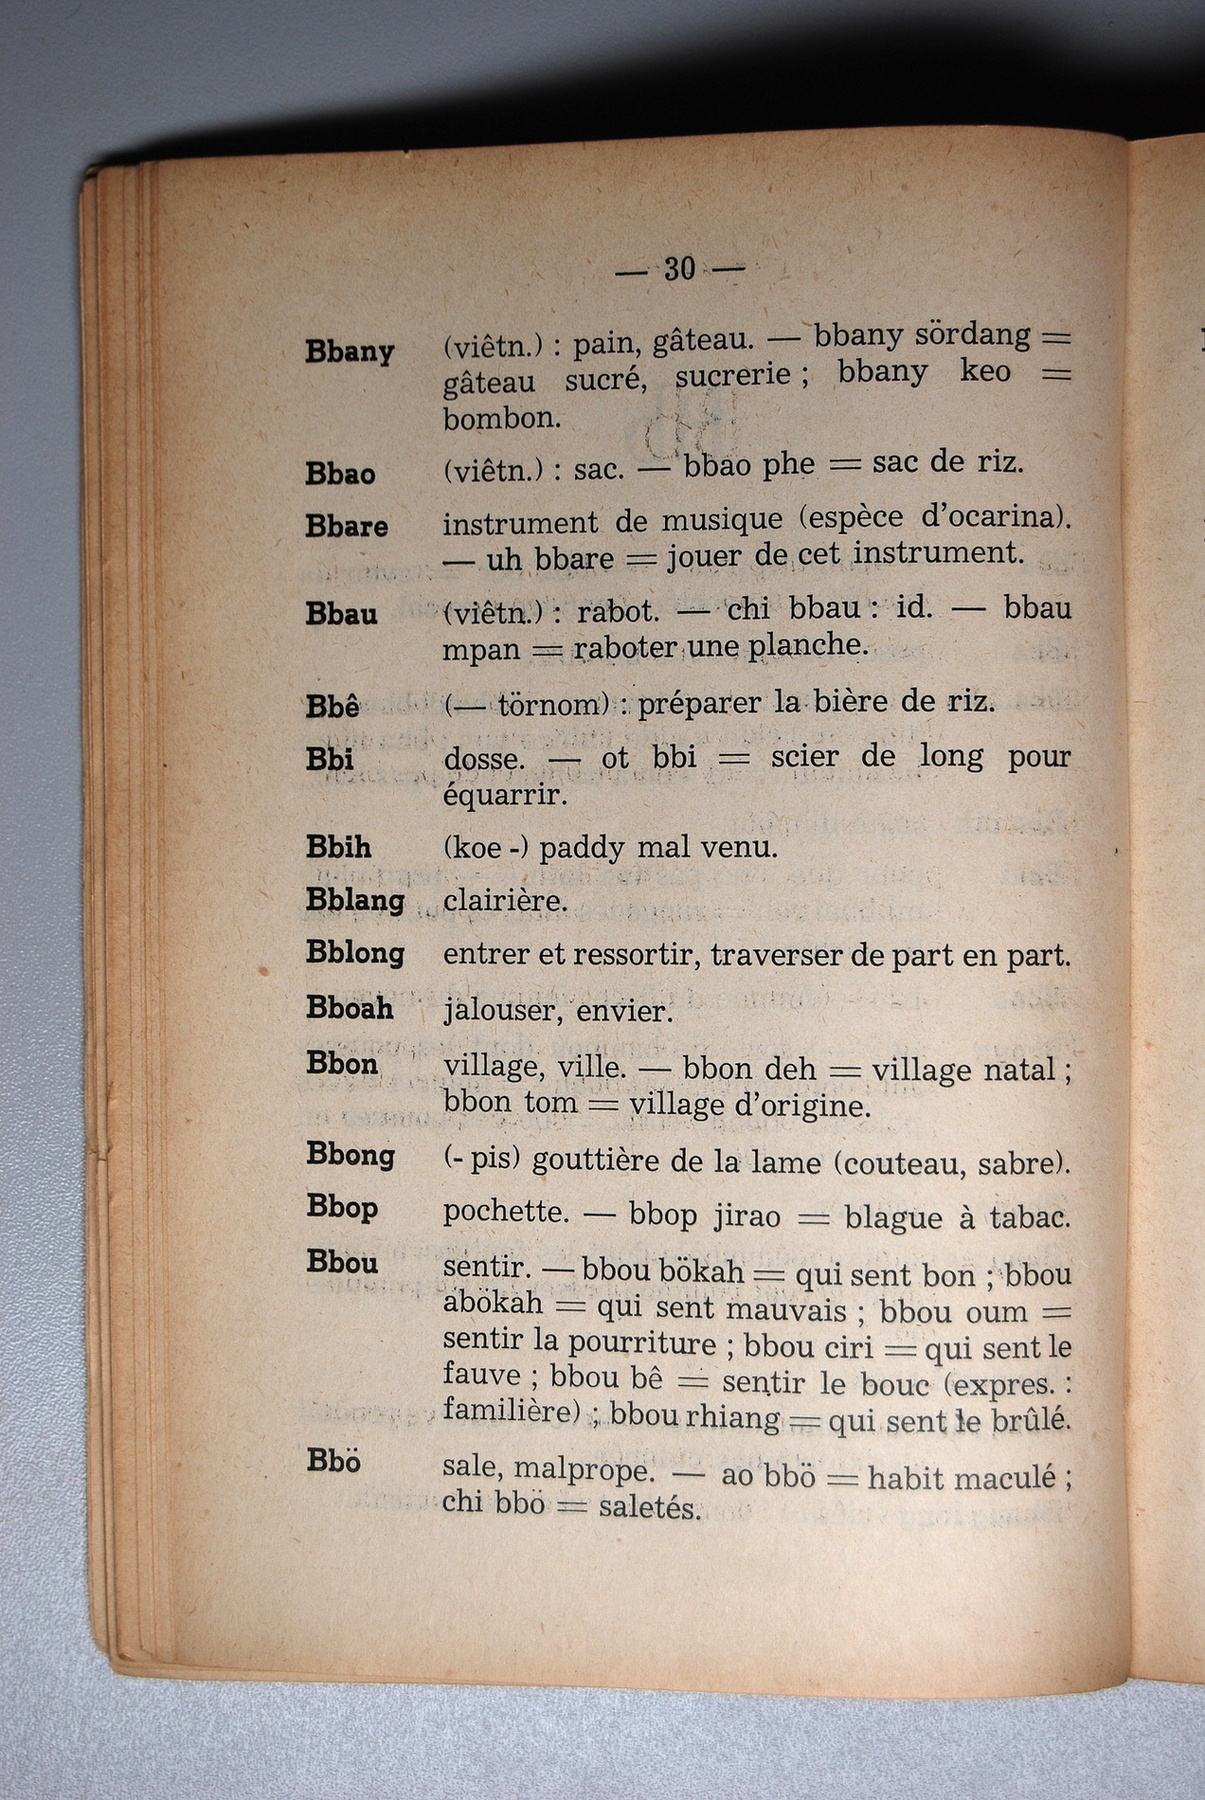 — 30 —
Bbany (viêtn.) : pain, gâteau. — bbany sördang =
gâteau sucré, sucrerie ; bbany keo =
bombon.
Bbao (viêtn.) : sac. — bbao phe = sac de riz.
Bbare instrument de musique (espèce d'ocarina).
— uh bbare = jouer de cet instrument.
Bbau (viêtn.) : rabot. — chi bbau : id. — bbau
mpan = raboter une planche.
Bbê (— törnom) : préparer la bière de riz.
Bbi dosse. — ot bbi = scier de long pour
équarrir.
Bbih (koe -) paddy mal venu.
Bblang clairière.
Bblong entrer et ressortir, traverser de part en part.
Bboah jalouser, envier.
Bbon village, ville. — bbon deh = village natal ;
bbon tom = village d'origine.
Bbong (- pis) gouttière de la lame (couteau, sabre).
Bbop pochette. — bbop jirao = blague à tabac.
Bbou sentir. — bbou bökah = qui sent bon ; bbou
abökah = qui sent mauvais ; bbou oum =
sentir la pourriture ; bbou ciri = qui sent le
fauve ; bbou bê = sentir le bouc (expres. :
familière) ; bbou rhiang = qui sent le brûlé.
Bbö sale, malprope. — ao bbö = habit maculé ;
chi bbö = saletés.